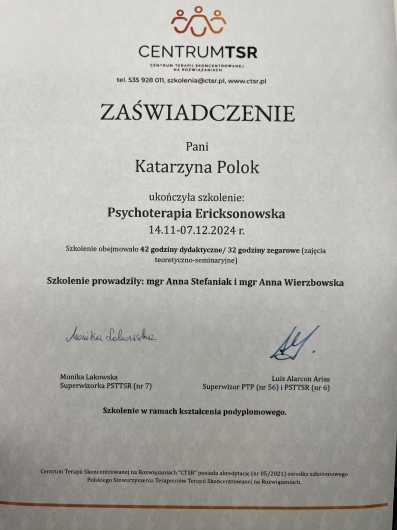 CENTRUMTSR
CENTRUM TERAPII SKONCENTROWANEJ
NA ROZWIĄZANIACH
tel. 535 928 011, szkolenia@ctsr.pl, www.ctsr.pl
ZAŚWIADCZENIE
Pani
Katarzyna Polok
ukończyła szkolenie:
Psychoterapia Ericksonowska
14.11-07.12.2024 r.
Szkolenie obejmowało 42 godziny dydaktyczne/ 32 godziny zegarowe (zajęcia
teoretyczno-seminaryjne)
Szkolenie prowadziły: mgr Anna Stefaniak i mgr Anna Wierzbowska
Monika Lakowska
Monika Lakowska
Superwizorka PSTTSR (nr 7)
Luis Alarcon Arias
Superwizor PTP (nr 56) i PSTTSR (nr 6)
Szkolenie w ramach kształcenia podyplomowego.
Centrum Terapii Skoncentrowanej na Rozwiązaniach "CTSR" posiada akredytację (nr 05/2021) ośrodka szkoleniowego
Polskiego Stowarzyszenia Terapeutów Terapii Skoncentrowanej na Rozwiązaniach.